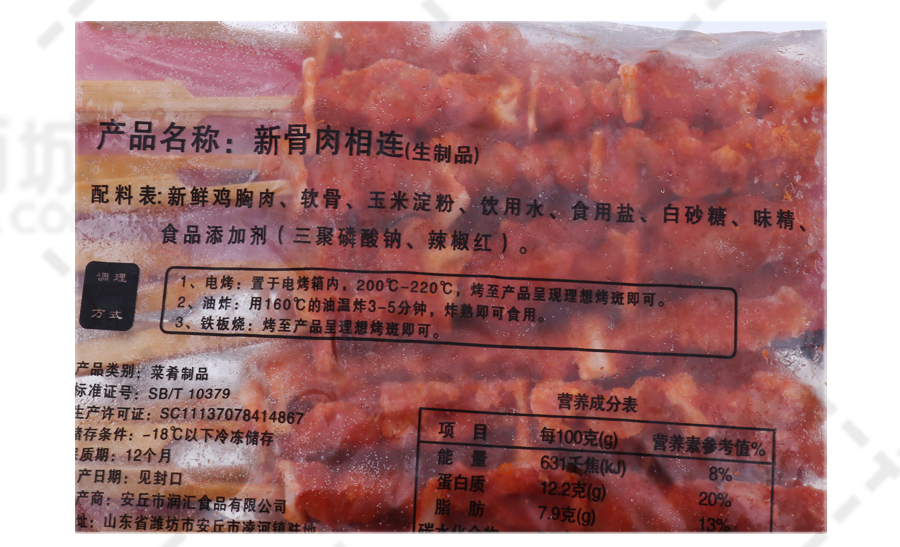 产品名称：新骨肉相连(生制品)
配料表:新鲜鸡胸肉、软骨、玉米淀粉、饮用水、食用盐、白砂糖、味精、
食品添加剂（三聚磷酸钠、辣椒红）。
调理
方式
1、电烤：置于电烤箱内，200℃-220℃，烤至产品呈现理想烤斑即可。
2、油炸：用160℃的油温炸3-5分钟，炸熟即可食用。
3、铁板烧：烤至产品呈理想烤斑即可。
产品类别：菜肴制品
标准证号：SB/T 10379
生产许可证：SC11137078414867
储存条件：-18℃以下冷冻储存
质期：12个月
产日期：见封口
产商：安丘市润汇食品有限公司
址：山东省潍坊市安丘市凌河镇驻地
营养成分表
项 目 每100克(g) 营养素参考值%
能 量 631千焦(kJ) 8%
蛋白质 12.2克(g) 20%
脂 肪 7.9克(g) 13%
碳水化合物